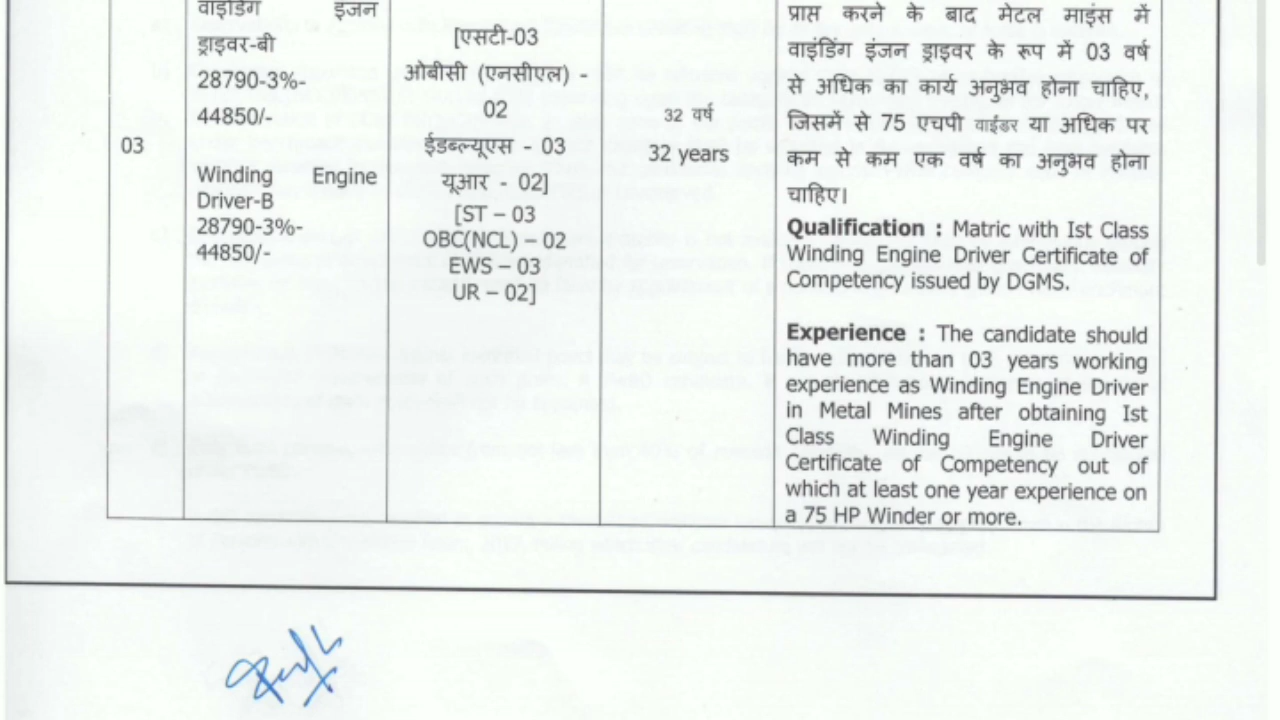 03
वाइंडिंग इंजन
ड्राइवर-बी
28790-3%-
44850/-
Winding Engine
Driver-B
28790-3%-
44850/-
[एसटी-03
ओबीसी (एनसीएल) -
02
ईडब्ल्यूएस - 03
यूआर - 02]
[ST – 03
OBC(NCL) – 02
EWS – 03
UR – 02]
32 वर्ष
32 years
प्राप्त करने के बाद मेटल माइंस में
वाइंडिंग इंजन ड्राइवर के रूप में 03 वर्ष
से अधिक का कार्य अनुभव होना चाहिए,
जिसमें से 75 एचपी वाईंडर या अधिक पर
कम से कम एक वर्ष का अनुभव होना
चाहिए।
Qualification : Matric with Ist Class
Winding Engine Driver Certificate of
Competency issued by DGMS.
Experience : The candidate should
have more than 03 years working
experience as Winding Engine Driver
in Metal Mines after obtaining Ist
Class Winding Engine Driver
Certificate of Competency out of
which at least one year experience on
a 75 HP Winder or more.